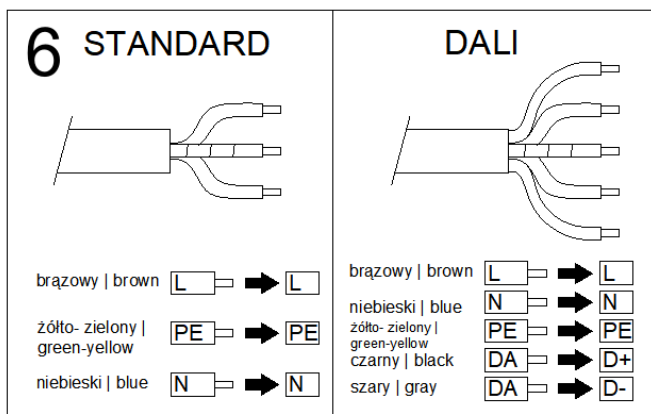 6 STANDARD
brązowy | brown L L
żółto- zielony |
green-yellow PE PE
niebieski | blue N N
DALI
brązowy | brown L L
niebieski | blue N N
żółto- zielony |
green-yellow PE PE
czarny | black DA D+
szary | gray DA D-